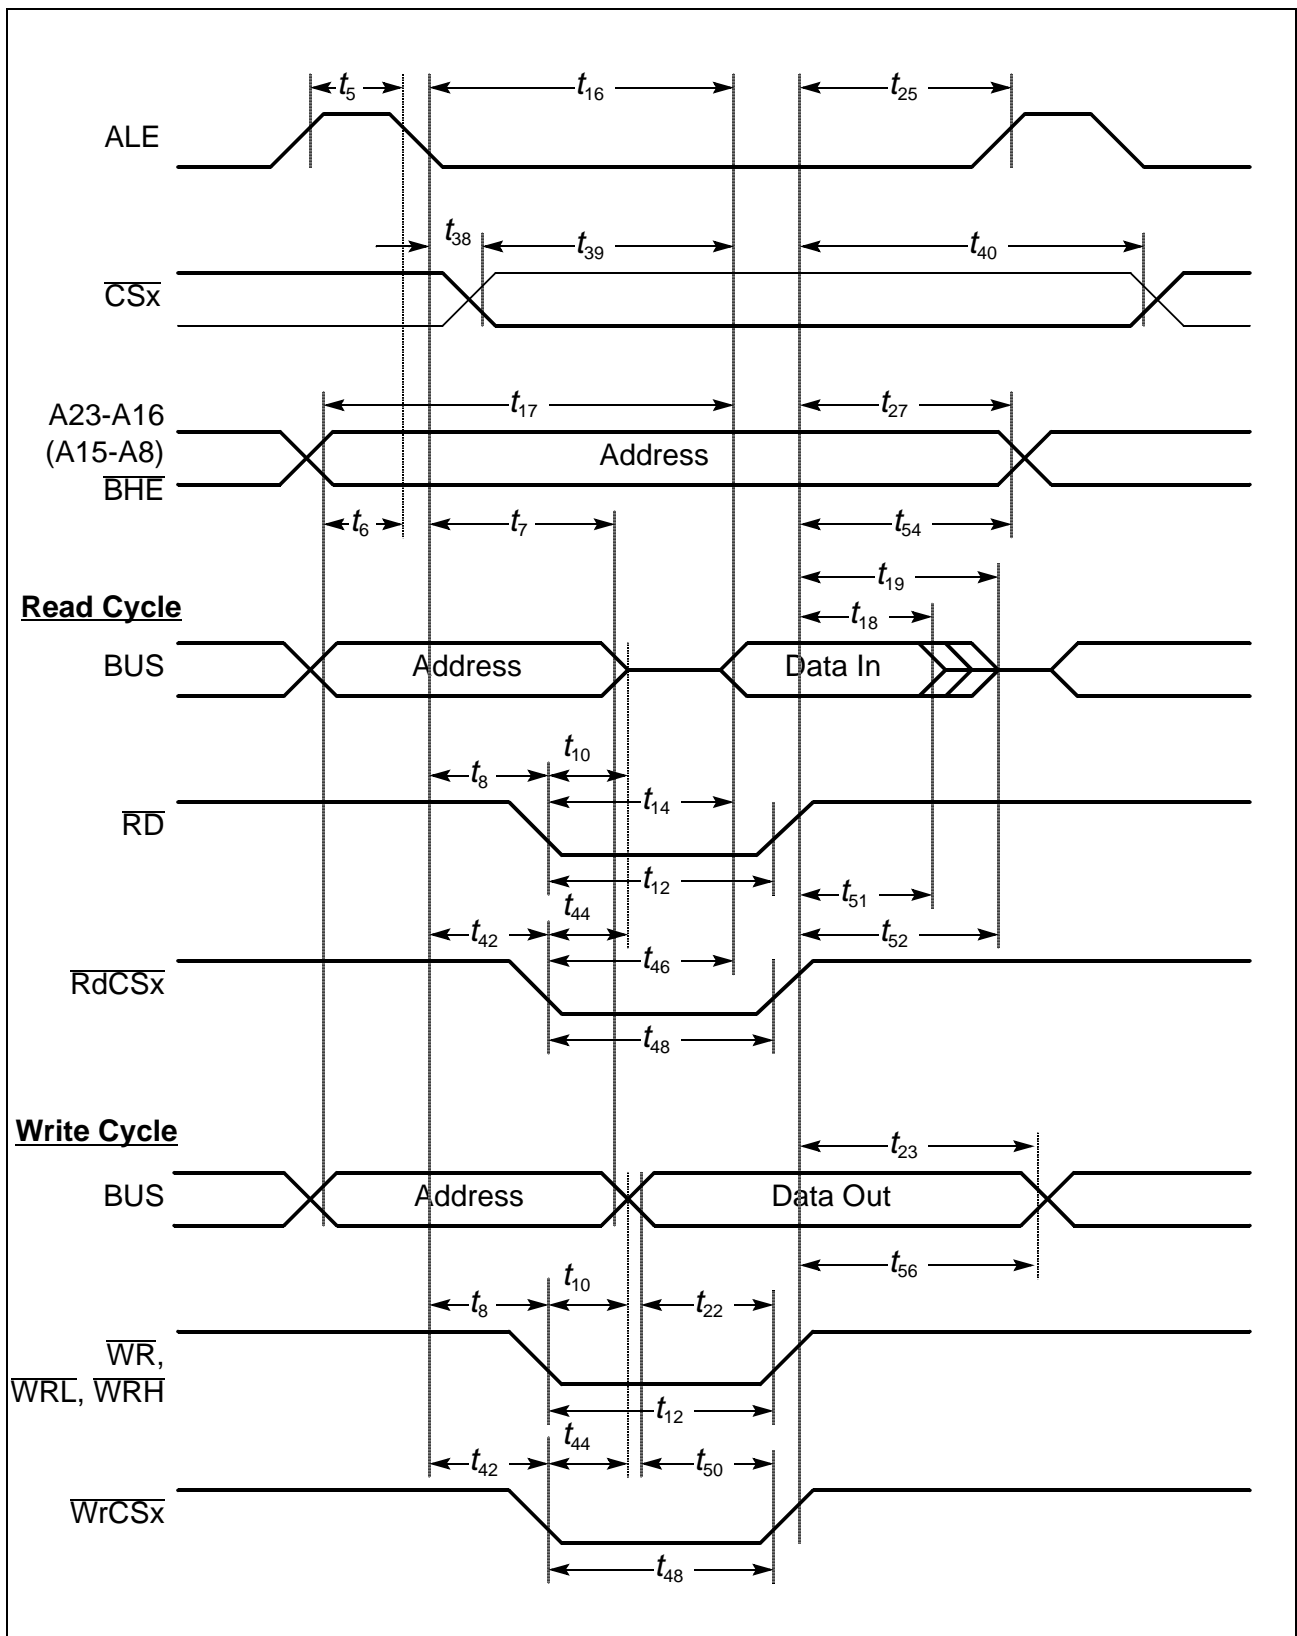 t5 t16 t25
ALE
t38 t39 t40
CSx
t17 t27
A23-A16
(A15-A8)
BHE
Address
t6 t7 t54
t19
Read Cycle
t18
BUS Address Data In
t10
t8
t14
RD
t12 t51
t44
t42 t52
t46
RdCSx
t48
Write Cycle
t23
BUS Address Data Out
t56
t10
t8 t22
WR,
WRL, WRH
t12
t44
t42 t50
WrCSx
t48